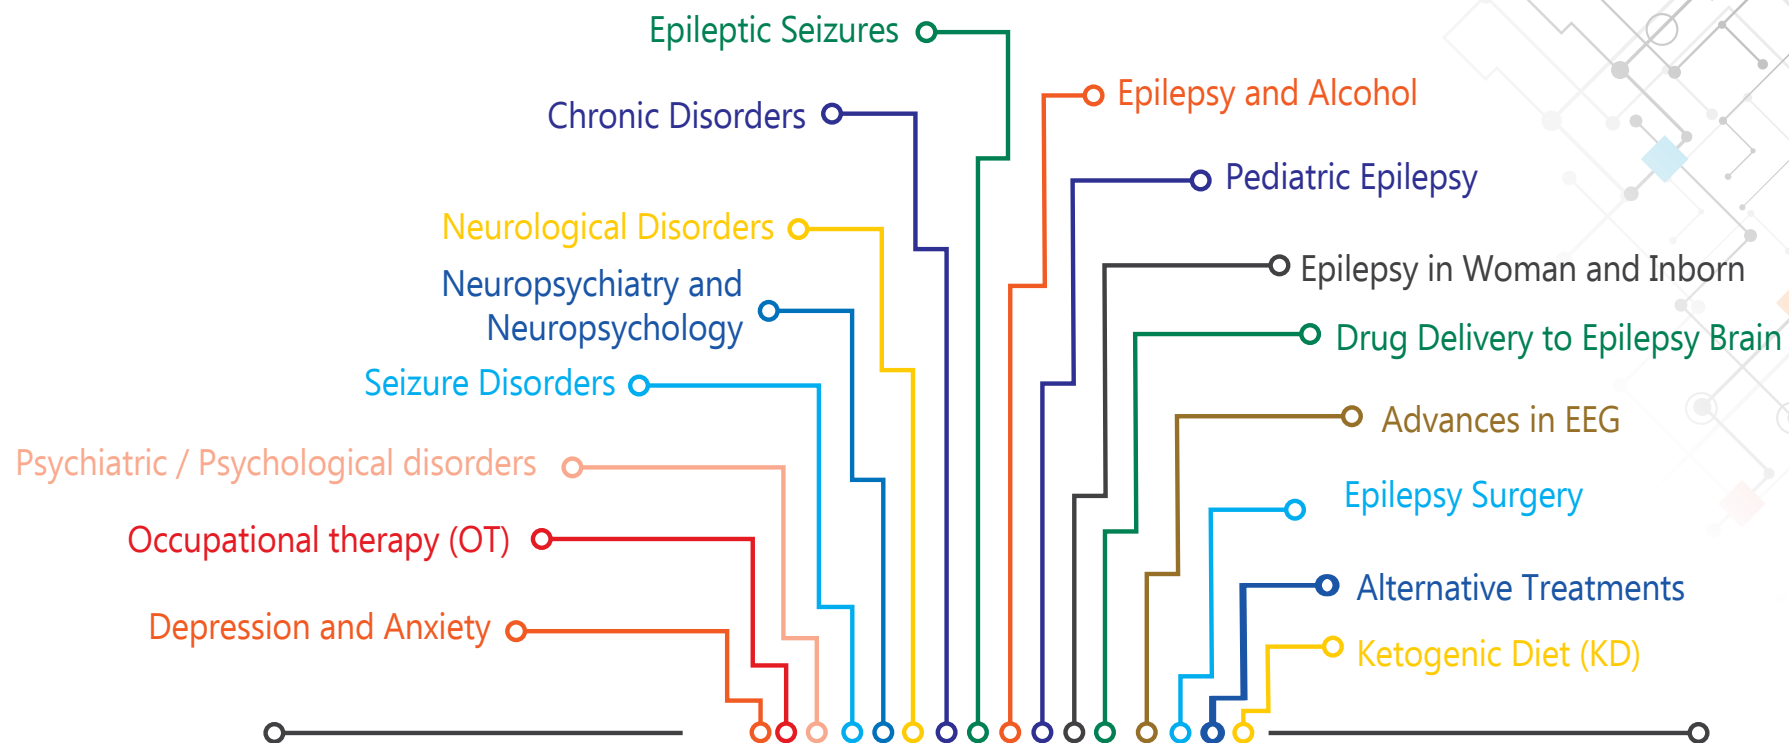 Epileptic Seizures
Chronic Disorders
Neurological Disorders
Neuropsychiatry and
Neuropsychology
Seizure Disorders
Psychiatric / Psychological disorders
Occupational therapy (OT)
Depression and Anxiety
Epilepsy and Alcohol
Pediatric Epilepsy
Epilepsy in Woman and Inborn
Drug Delivery to Epilepsy Brain
Advances in EEG
Epilepsy Surgery
Alternative Treatments
Ketogenic Diet (KD)